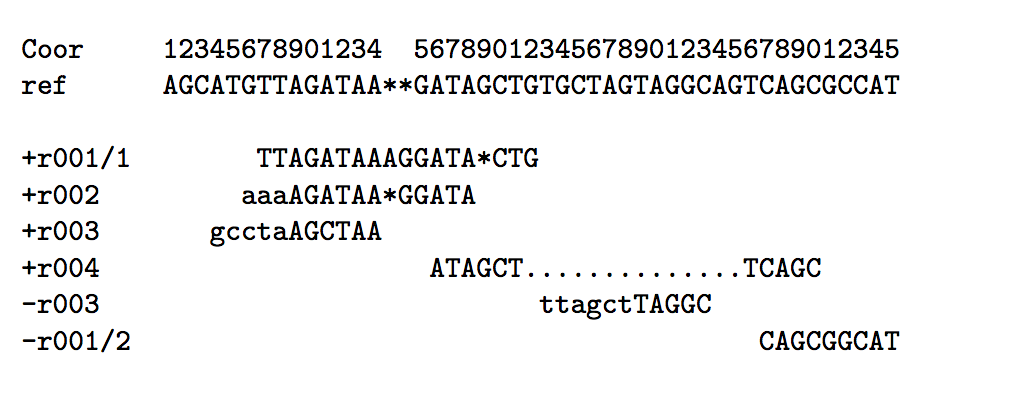 Coor     12345678901234  5678901234567890123456789012345
ref      AGCATGTTAGATAA**GATAGCTGTGCTAGTAGGCAGTCAGCGCCAT
+r001/1        TTAGATAAAGGATA*CTG
+r002         aaaAGATAA*GGATA
+r003       gcctaAGCTAA
+r004                     ATAGCT..............TCAGC
-r003                            ttagctTAGGC
-r001/2                                        CAGCGGCAT